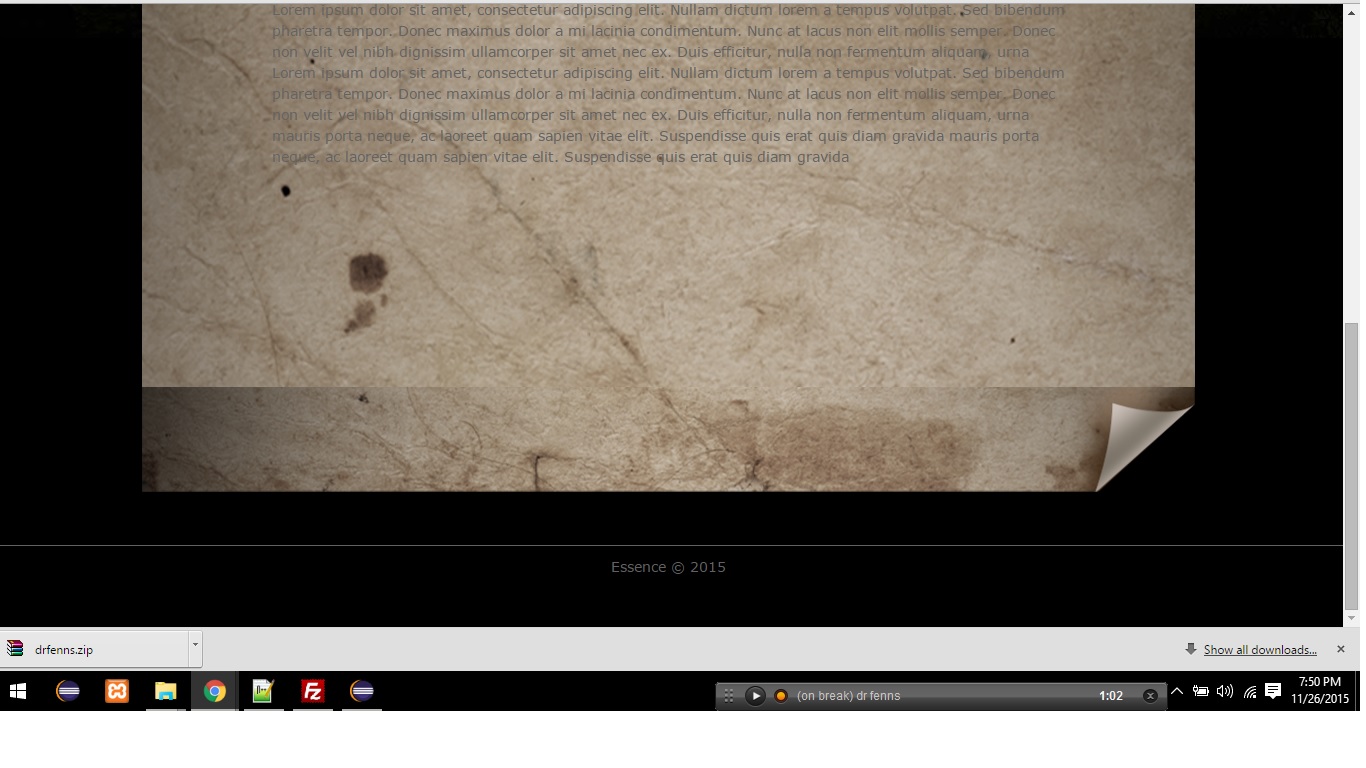 Lorem ipsum dolor sit amet, consectetur adipiscing elit. Nullam dictum lorem a tempus volutpat. Sed bibendum
pharetra tempor. Donec maximus dolor a mi lacinia condimentum. Nunc at lacus non elit mollis semper. Donec
non velit vel nibh dignissim ullamcorper sit amet nec ex. Duis efficitur, nulla non fermentum aliquam, urna
Lorem ipsum dolor sit amet, consectetur adipiscing elit. Nullam dictum lorem a tempus volutpat. Sed bibendum
pharetra tempor. Donec maximus dolor a mi lacinia condimentum. Nunc at lacus non elit mollis semper. Donec
non velit vel nibh dignissim ullamcorper sit amet nec ex. Duis efficitur, nulla non fermentum aliquam, urna
mauris porta neque, ac laoreet quam sapien vitae elit. Suspendisse quis erat quis diam gravida mauris porta
neque, ac laoreet quam sapien vitae elit. Suspendisse quis erat quis diam gravida
Essence © 2015
drfenns.zip
Show all downloads...
(on break) dr fenns 1:02
7:50 PM
11/26/2015